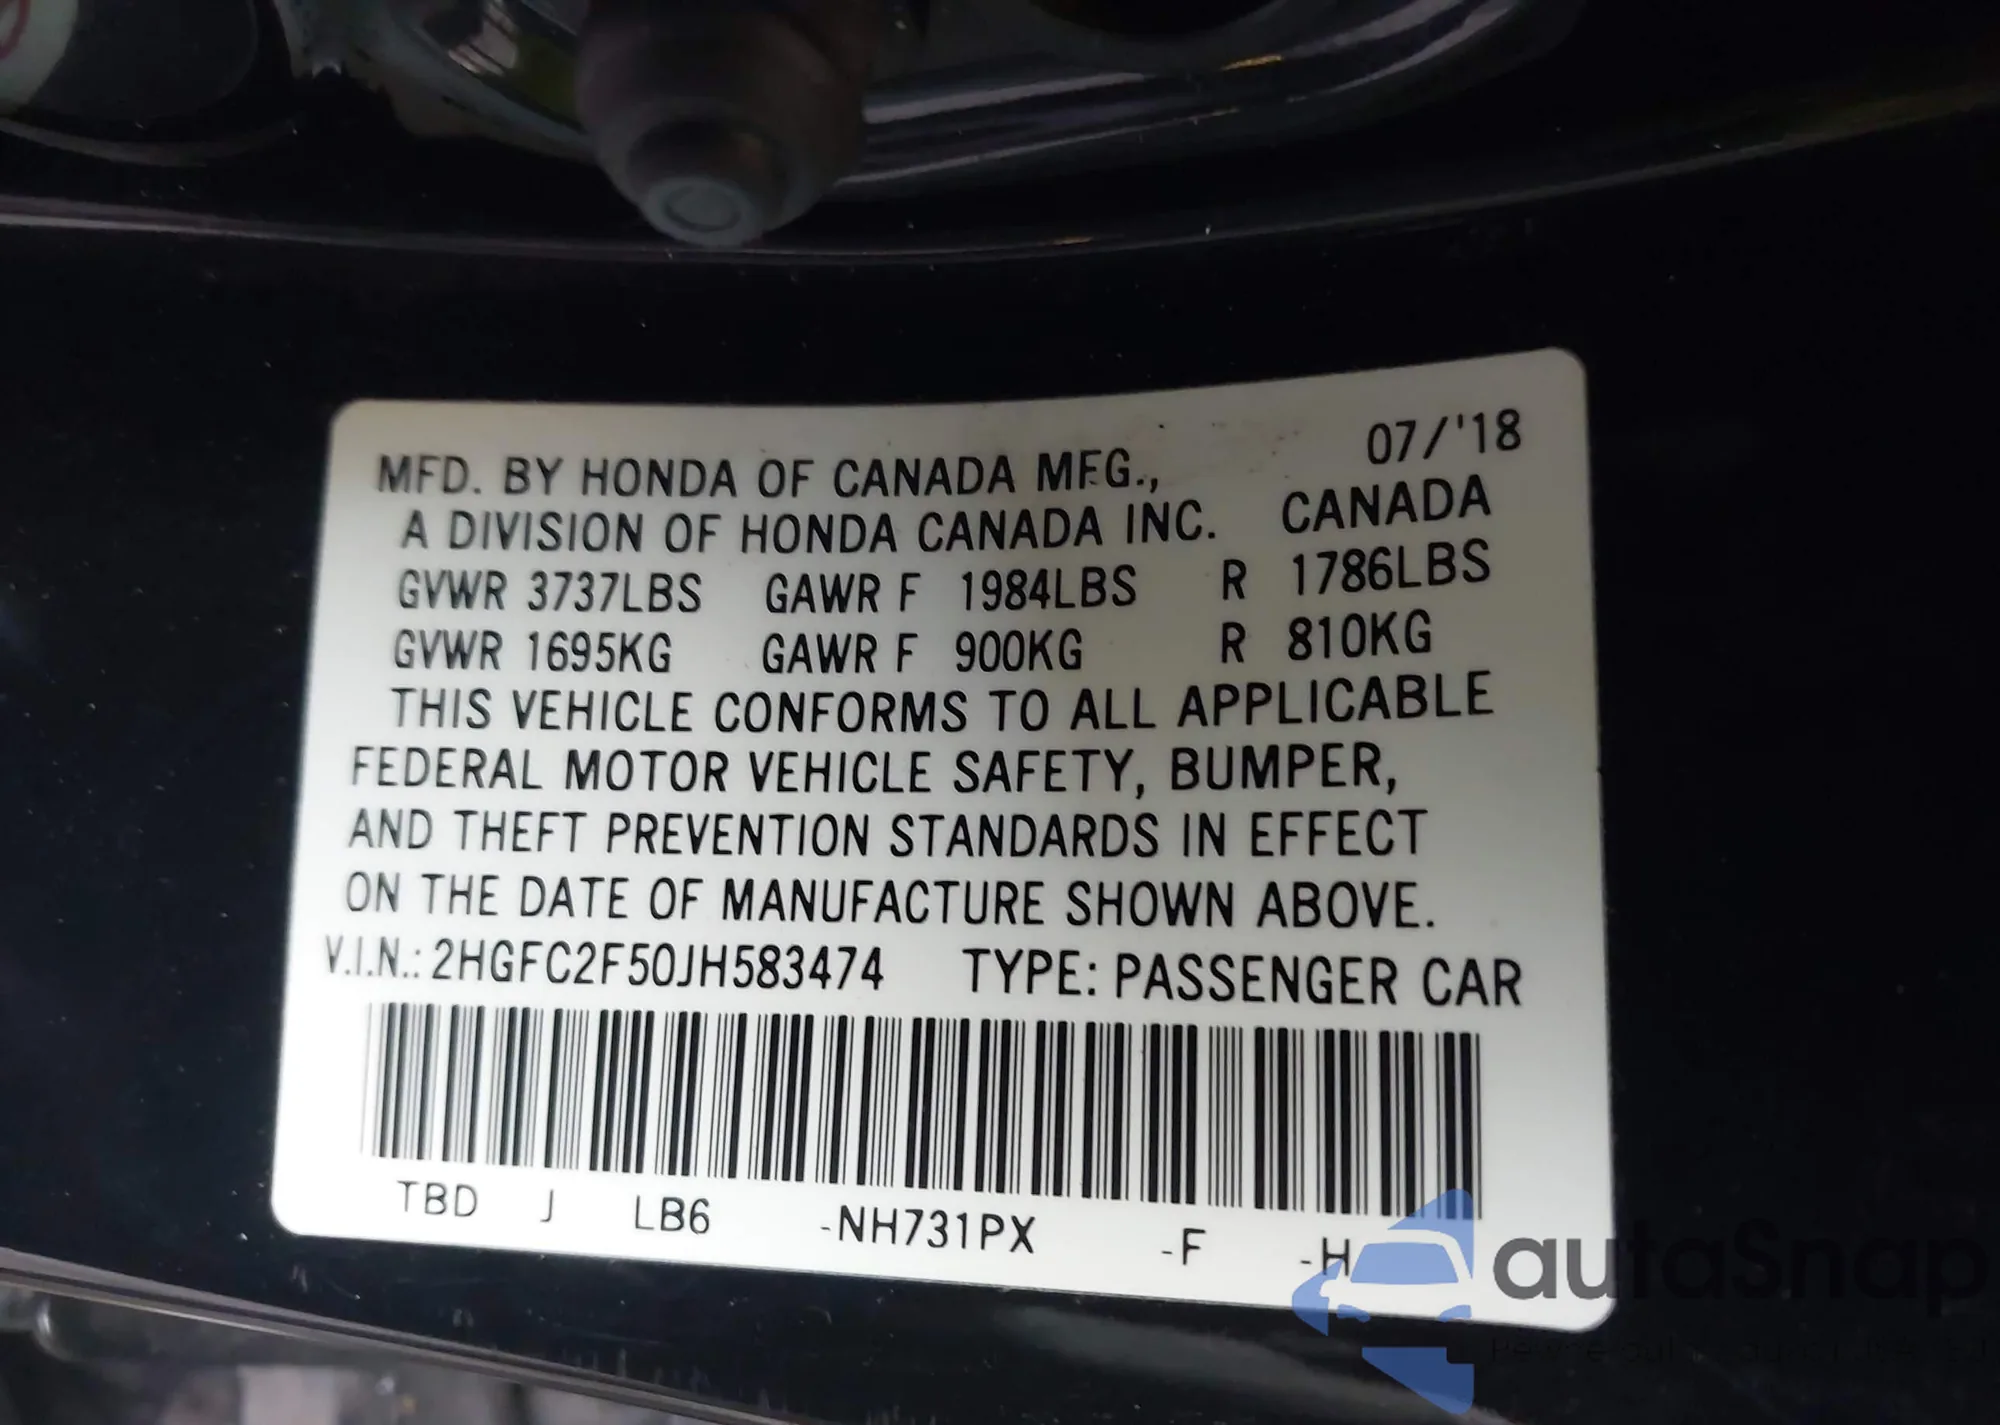 07/'18
MFD. BY HONDA OF CANADA MFG.,
A DIVISION OF HONDA CANADA INC. CANADA
GVWR 3737LBS GAWR F 1984LBS R 1786LBS
GVWR 1695KG GAWR F 900KG R 810KG
THIS VEHICLE CONFORMS TO ALL APPLICABLE
FEDERAL MOTOR VEHICLE SAFETY, BUMPER,
AND THEFT PREVENTION STANDARDS IN EFFECT
ON THE DATE OF MANUFACTURE SHOWN ABOVE.
V.I.N.: 2HGFC2F50JH583474 TYPE: PASSENGER CAR
TBD J LB6 -NH731PX -F -H
autaSnap